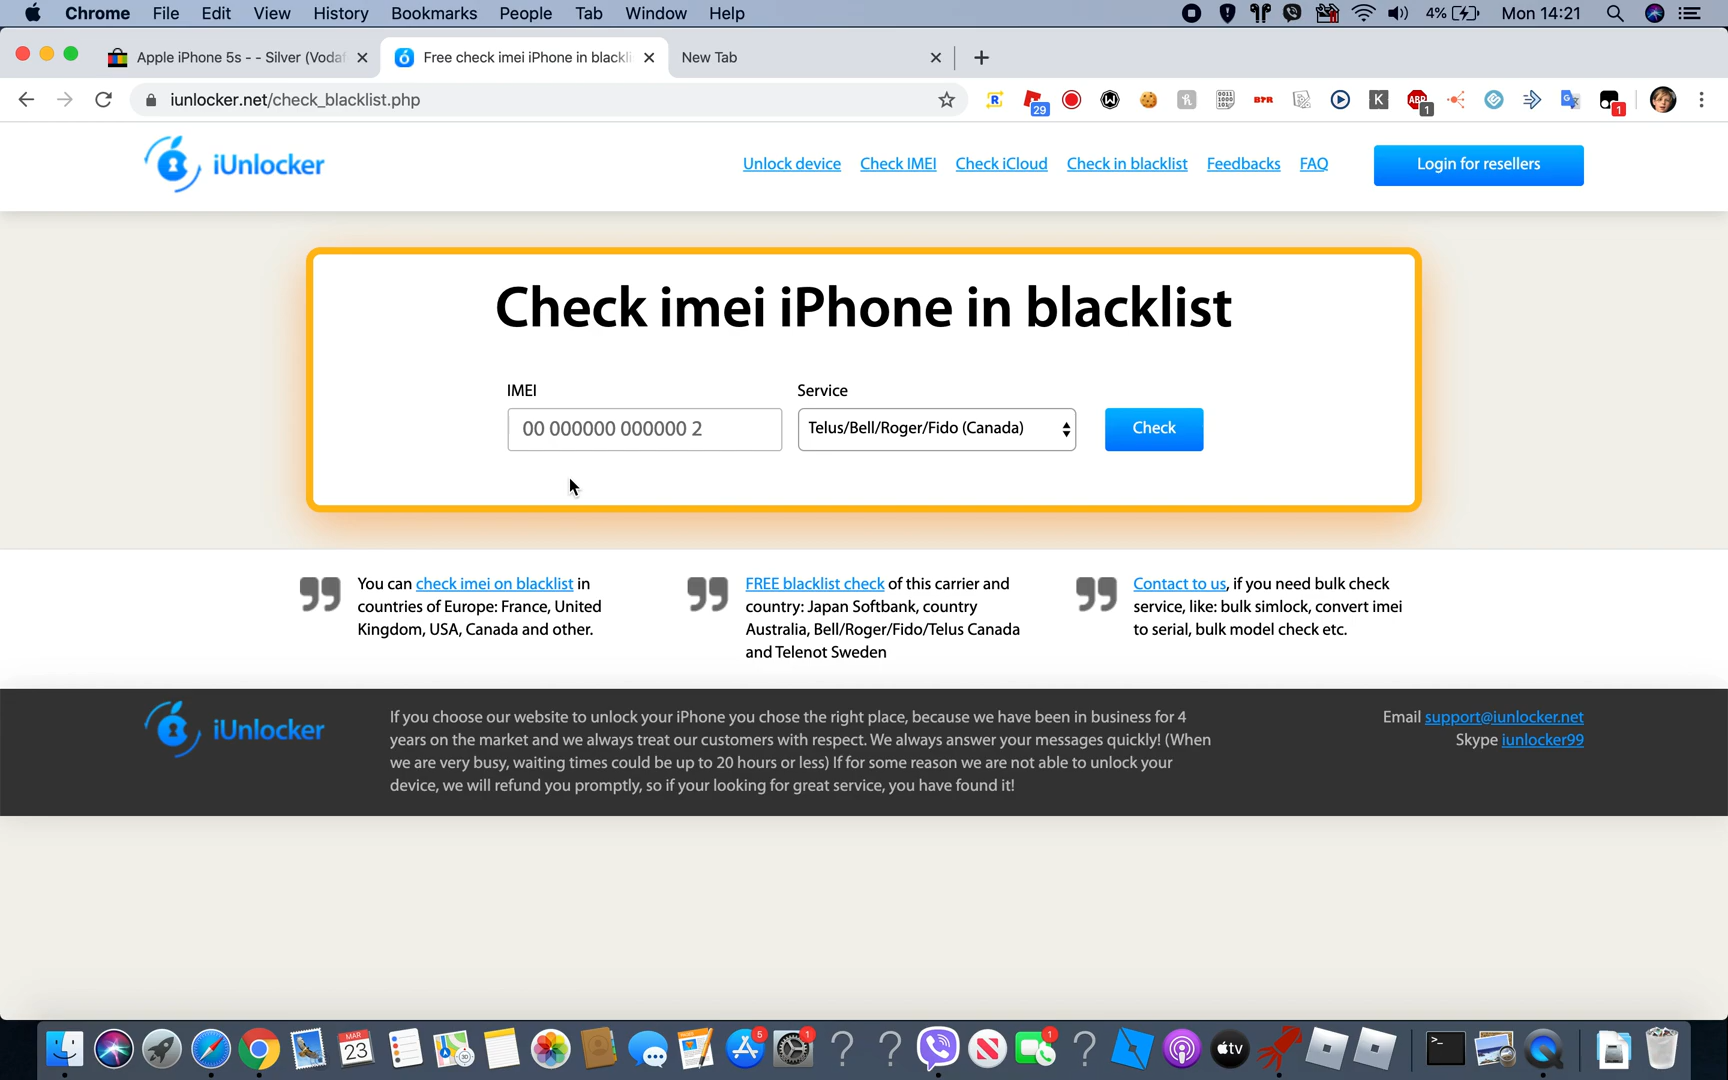 Chrome File Edit View History Bookmarks People Tab Window Help 4% Mon 14:21
Apple iPhone 5s - - Silver (Vodaf Free check imei iPhone in blackli New Tab
iunlocker.net/check_blacklist.php
iUnlocker Unlock device Check IMEI Check iCloud Check in blacklist Feedbacks FAQ Login for resellers
Check imei iPhone in blacklist
IMEI Service
00 000000 000000 2 Telus/Bell/Roger/Fido (Canada) Check
You can check imei on blacklist in
countries of Europe: France, United
Kingdom, USA, Canada and other.
FREE blacklist check of this carrier and
country: Japan Softbank, country
Australia, Bell/Roger/Fido/Telus Canada
and Telenot Sweden
Contact to us, if you need bulk check
service, like: bulk simlock, convert imei
to serial, bulk model check etc.
iUnlocker
If you choose our website to unlock your iPhone you chose the right place, because we have been in business for 4
years on the market and we always treat our customers with respect. We always answer your messages quickly! (When
we are very busy, waiting times could be up to 20 hours or less) If for some reason we are not able to unlock your
device, we will refund you promptly, so if your looking for great service, you have found it!
Email support@iunlocker.net
Skype iunlocker99
MAR
23
tv